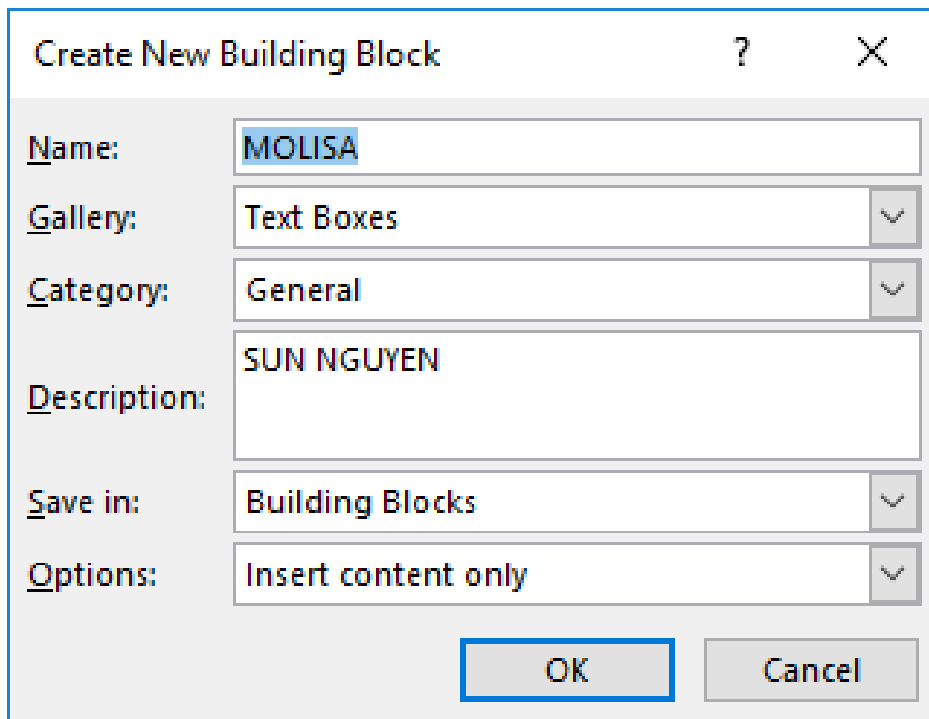 Create New Building Block ?
Name: MOLISA
Gallery: Text Boxes
Category: General
Description: SUN NGUYEN
Save in: Building Blocks
Options: Insert content only
OK Cancel